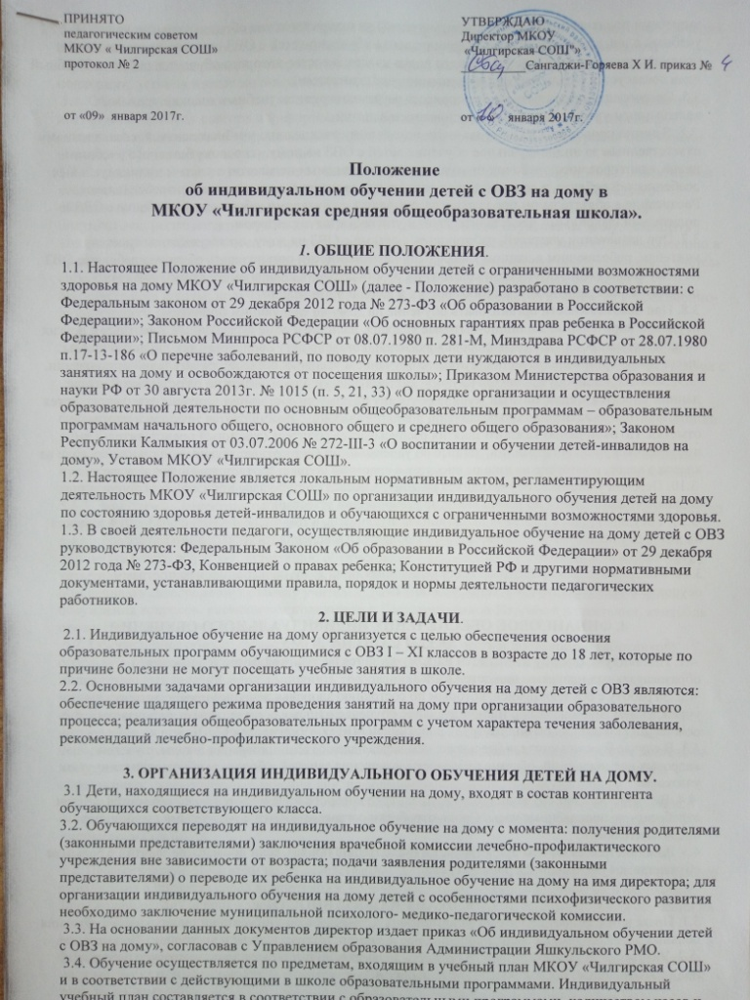 ПРИНЯТО
педагогическим советом
МКОУ « Чилгирская СОШ»
протокол № 2
от «09» января 2017г.
УТВЕРЖДАЮ
Директор МКОУ
«Чилгирская СОШ"»
Сангаджи-Горяева Х И. приказ № 4
от «10» января 2017г.
Положение
об индивидуальном обучении детей с ОВЗ на дому в
МКОУ «Чилгирская средняя общеобразовательная школа».
1. ОБЩИЕ ПОЛОЖЕНИЯ.
1.1. Настоящее Положение об индивидуальном обучении детей с ограниченными возможностями
здоровья на дому МКОУ «Чилгирская СОШ» (далее - Положение) разработано в соответствии: с
Федеральным законом от 29 декабря 2012 года № 273-ФЗ «Об образовании в Российской
Федерации»; Законом Российской Федерации «Об основных гарантиях прав ребенка в Российской
Федерации»; Письмом Минпроса РСФСР от 08.07.1980 п. 281-М, Минздрава РСФСР от 28.07.1980
п.17-13-186 «О перечне заболеваний, по поводу которых дети нуждаются в индивидуальных
занятиях на дому и освобождаются от посещения школы»; Приказом Министерства образования и
науки РФ от 30 августа 2013г. № 1015 (п. 5, 21, 33) «О порядке организации и осуществления
образовательной деятельности по основным общеобразовательным программам – образовательным
программам начального общего, основного общего и среднего общего образования»; Законом
Республики Калмыкия от 03.07.2006 № 272-III-3 «О воспитании и обучении детей-инвалидов на
дому», Уставом МКОУ «Чилгирская СОШ».
1.2. Настоящее Положение является локальным нормативным актом, регламентирующим
деятельность МКОУ «Чилгирская СОШ» по организации индивидуального обучения детей на дому
по состоянию здоровья детей-инвалидов и обучающихся с ограниченными возможностями здоровья.
1.3. В своей деятельности педагоги, осуществляющие индивидуальное обучение на дому детей с ОВЗ
руководствуются: Федеральным Законом «Об образовании в Российской Федерации» от 29 декабря
2012 года № 273-ФЗ, Конвенцией о правах ребенка; Конституцией РФ и другими нормативными
документами, устанавливающими правила, порядок и нормы деятельности педагогических
работников.
2. ЦЕЛИ И ЗАДАЧИ.
2.1. Индивидуальное обучение на дому организуется с целью обеспечения освоения
образовательных программ обучающимися с ОВЗ I – XI классов в возрасте до 18 лет, которые по
причине болезни не могут посещать учебные занятия в школе.
2.2. Основными задачами организации индивидуального обучения на дому детей с ОВЗ являются:
обеспечение щадящего режима проведения занятий на дому при организации образовательного
процесса; реализация общеобразовательных программ с учетом характера течения заболевания,
рекомендаций лечебно-профилактического учреждения.
3. ОРГАНИЗАЦИЯ ИНДИВИДУАЛЬНОГО ОБУЧЕНИЯ ДЕТЕЙ НА ДОМУ.
3.1 Дети, находящиеся на индивидуальном обучении на дому, входят в состав контингента
обучающихся соответствующего класса.
3.2. Обучающихся переводят на индивидуальное обучение на дому с момента: получения родителями
(законными представителями) заключения врачебной комиссии лечебно-профилактического
учреждения вне зависимости от возраста; подачи заявления родителями (законными
представителями) о переводе их ребенка на индивидуальное обучение на дому на имя директора; для
организации индивидуального обучения на дому детей с особенностями психофизического развития
необходимо заключение муниципальной психолого- медико-педагогической комиссии.
3.3. На основании данных документов директор издает приказ «Об индивидуальном обучении детей
с ОВЗ на дому», согласовав с Управлением образования Администрации Яшкульского РМО.
3.4. Обучение осуществляется по предметам, входящим в учебный план МКОУ «Чилгирская СОШ»
и в соответствии с действующими в школе образовательными программами. Индивидуальный
учебный план составляется в соответствии с образовательными программами,